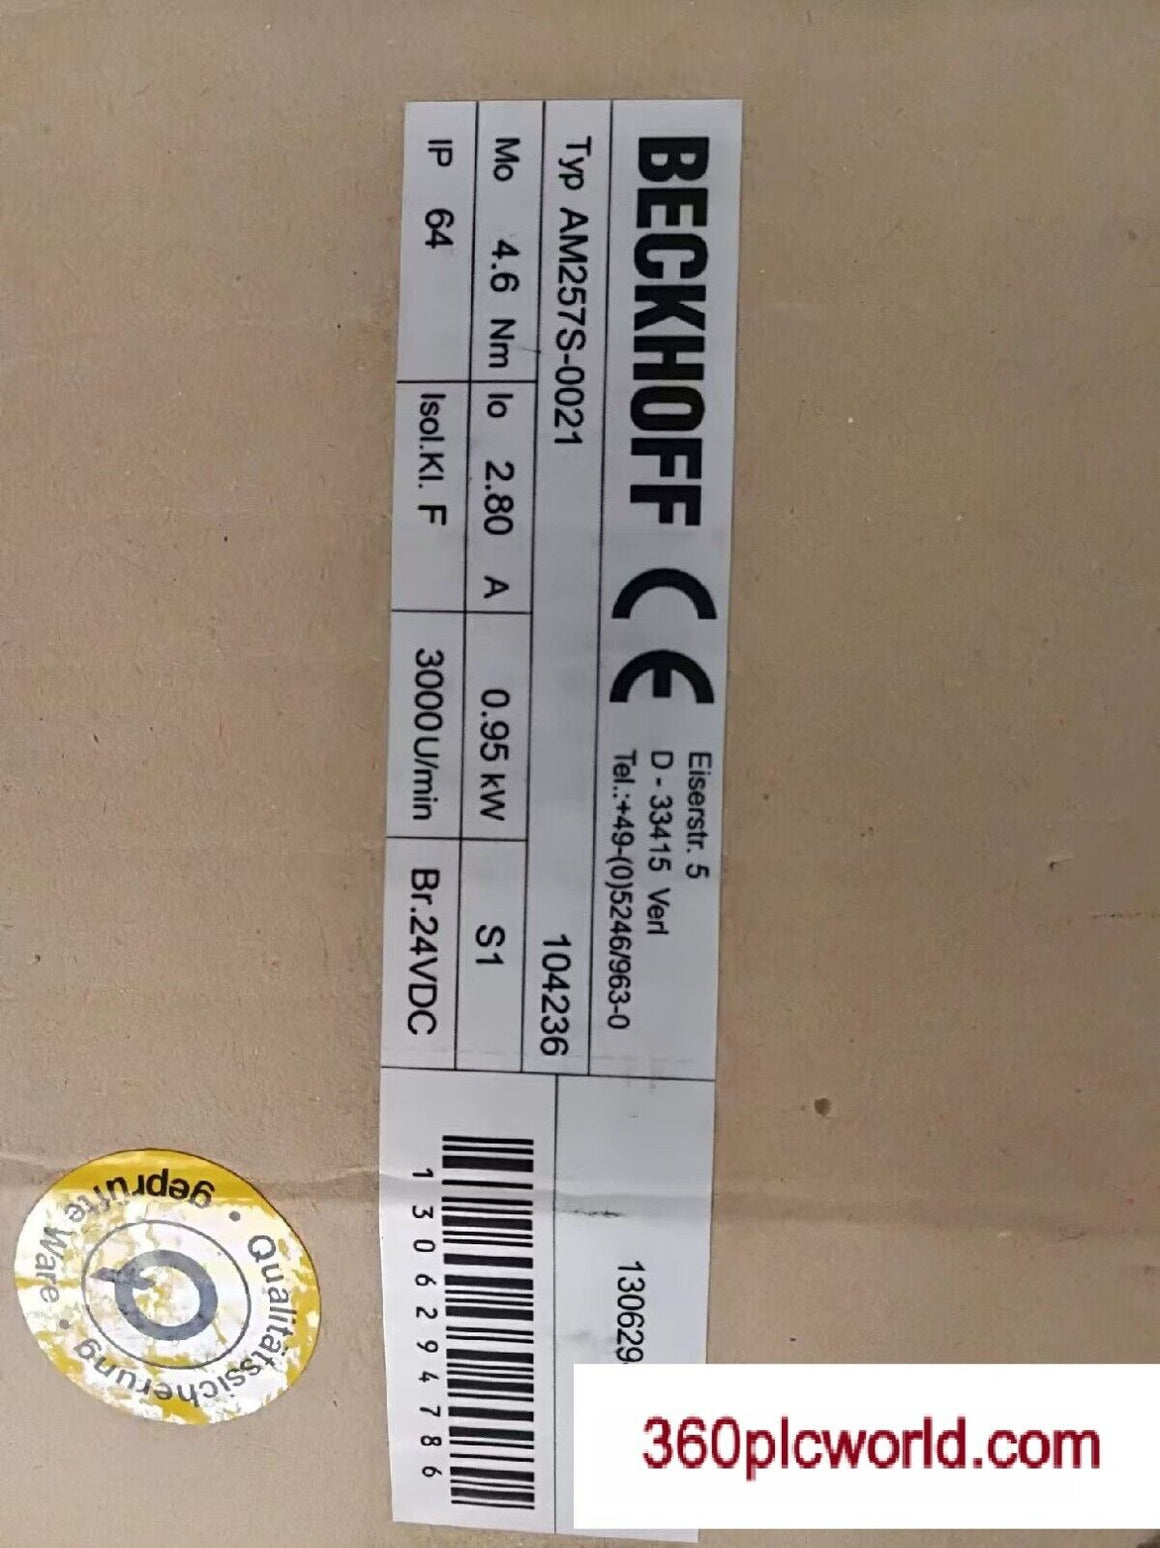 BECKHOFF CE
Eiserstr. 5
D - 33415 Verl
Tel.:+49-(0)5246/963-0
Typ AM257S-0021 104236
Mo 4.6 Nm Io 2.80 A 0.95 kW S1
IP 64 Isol.Kl. F 3000U/min Br.24VDC
130629
1 3 0 6 2 9 4 7 8 6
Qualitätssicherung • geprüfte Ware •
Q
360plcworld.com